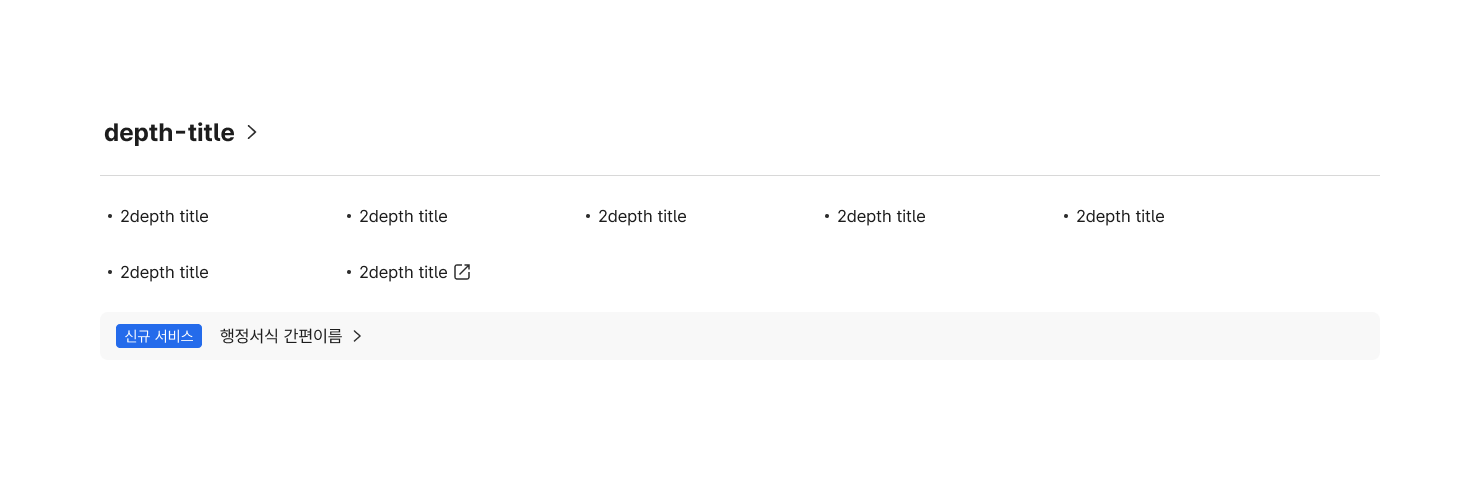 depth-title
• 2depth title • 2depth title • 2depth title • 2depth title • 2depth title
• 2depth title • 2depth title
신규 서비스 행정서식 간편이름